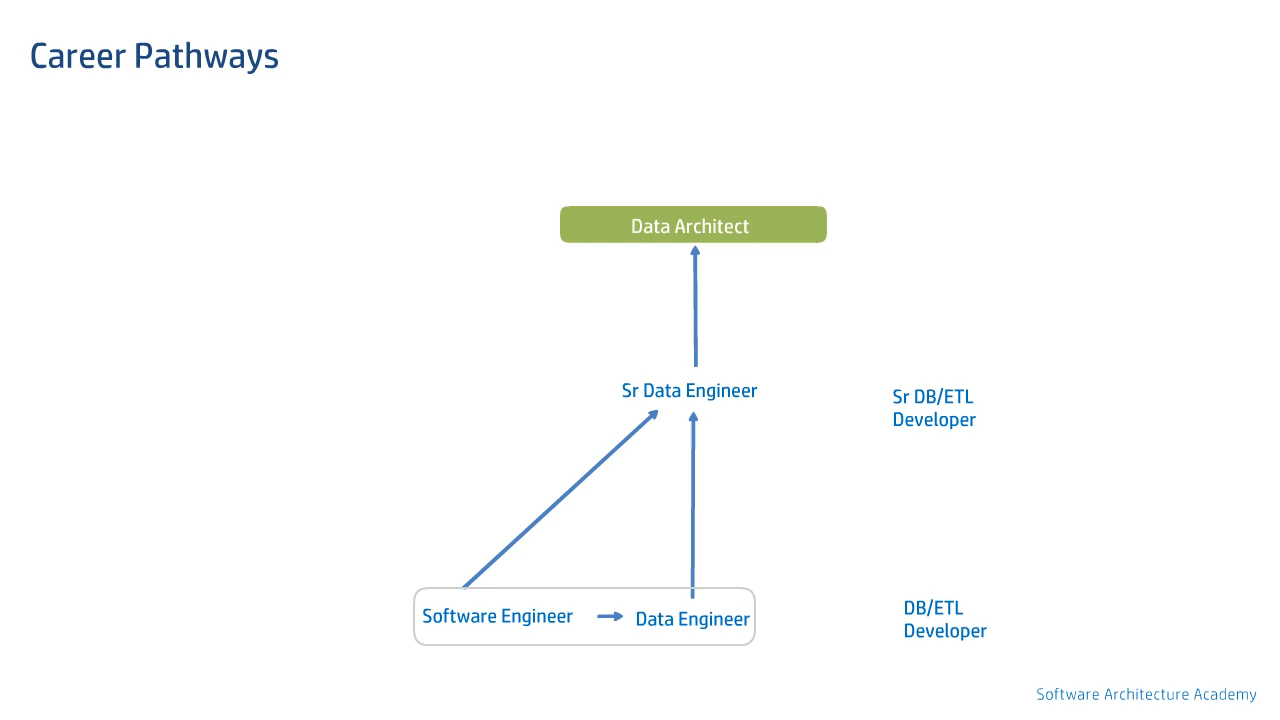 Career Pathways
Data Architect
Sr Data Engineer
Sr DB/ETL
Developer
Software Engineer
Data Engineer
DB/ETL
Developer
Software Architecture Academy